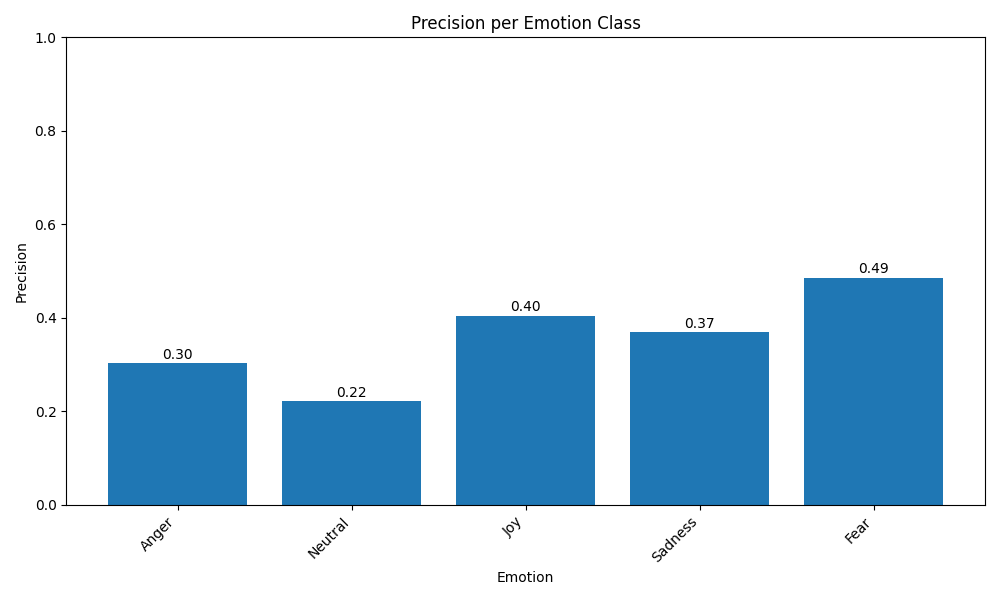 Precision per Emotion Class
1.0
0.8
0.6
0.4
0.2
0.0
Precision
0.30
0.22
0.40
0.37
0.49
Anger
Neutral
Joy
Sadness
Fear
Emotion